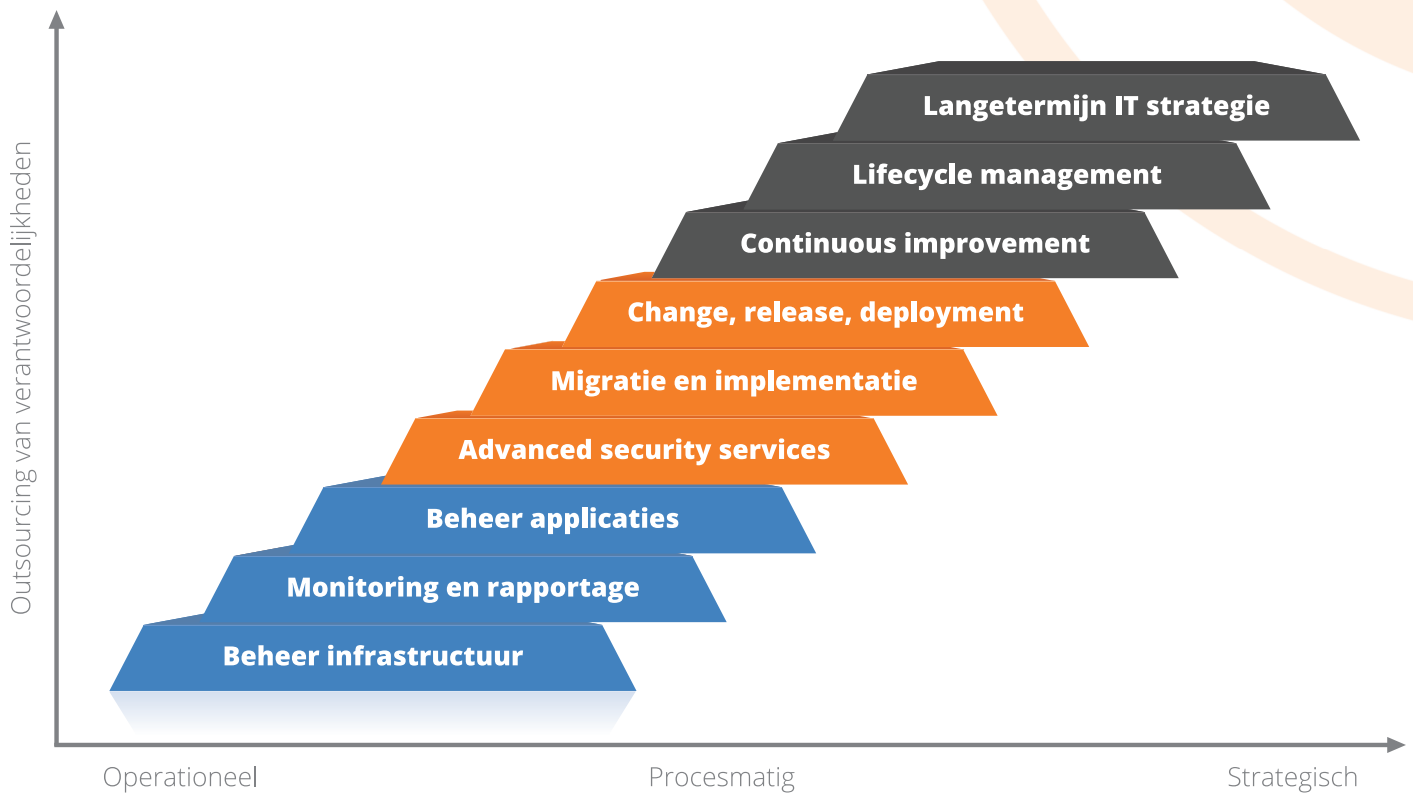 Outsourcing van verantwoordelijkheden
Langetermijn IT strategie
Lifecycle management
Continuous improvement
Change, release, deployment
Migratie en implementatie
Advanced security services
Beheer applicaties
Monitoring en rapportage
Beheer infrastructuur
Operationeel
Procesmatig
Strategisch